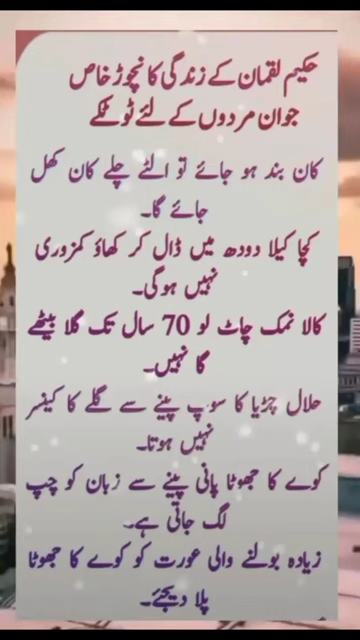 حکیم لقمان کے زندگی کا نچوڑ خاص
جوان مردوں کے لئے ٹوٹکے
کان بند ہو جائے تو الٹے چلے کان کھل
جائے گا۔
کچا کیلا دودھ میں ڈال کر کھاؤ کمزوری
نہیں ہوگی۔
کالا نمک چاٹ لو 70 سال تک گلا بیٹھے
گا نہیں۔
حلال چڑیا کا سوپ پینے سے گلے کا کینسر
نہیں ہوتا۔
کوے کا جھوٹا پانی پینے سے زبان کو چپ
لگ جاتی ہے۔
زیادہ بولنے والی عورت کو کوے کا جھوٹا
پلا دیجئے۔